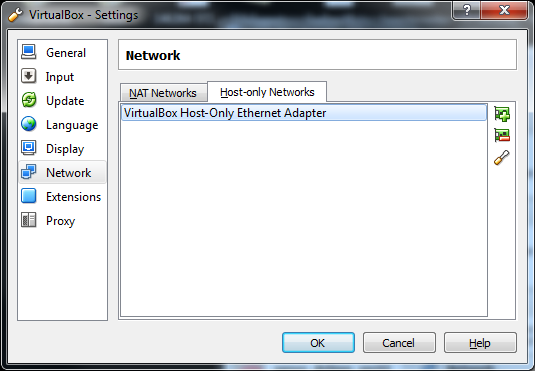 VirtualBox - Settings
General
Input
Update
Language
Display
Network
Extensions
Proxy
Network
NAT Networks
Host-only Networks
VirtualBox Host-Only Ethernet Adapter
OK
Cancel
Help